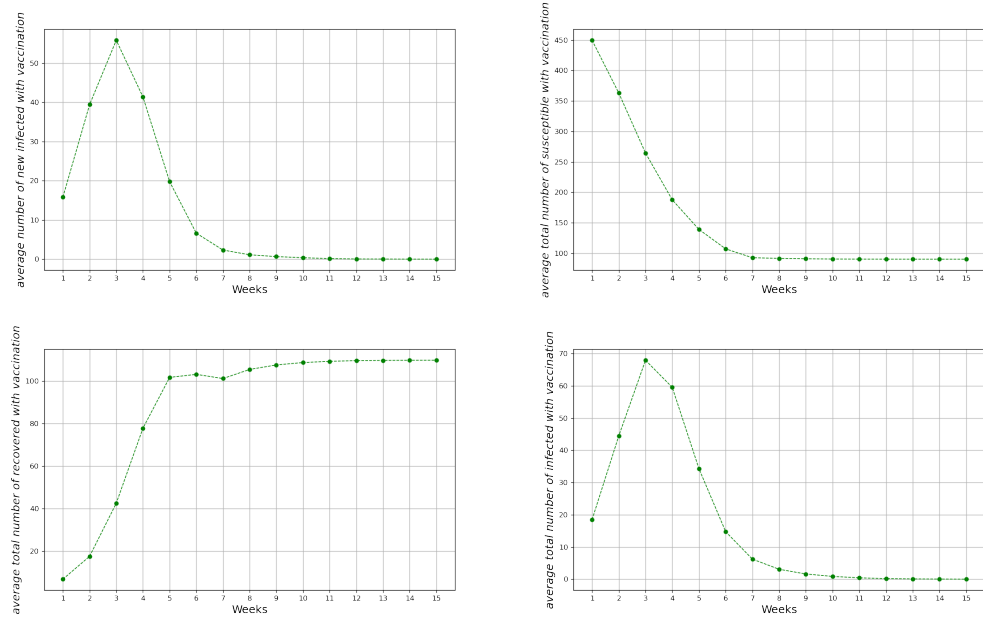 average number of new infected with vaccination
50
40
30
20
10
0
1 2 3 4 5 6 7 8 9 10 11 12 13 14 15
Weeks
average total number of susceptible with vaccination
450
400
350
300
250
200
150
100
1 2 3 4 5 6 7 8 9 10 11 12 13 14 15
Weeks
average total number of recovered with vaccination
100
80
60
40
20
1 2 3 4 5 6 7 8 9 10 11 12 13 14 15
Weeks
average total number of infected with vaccination
70
60
50
40
30
20
10
0
1 2 3 4 5 6 7 8 9 10 11 12 13 14 15
Weeks